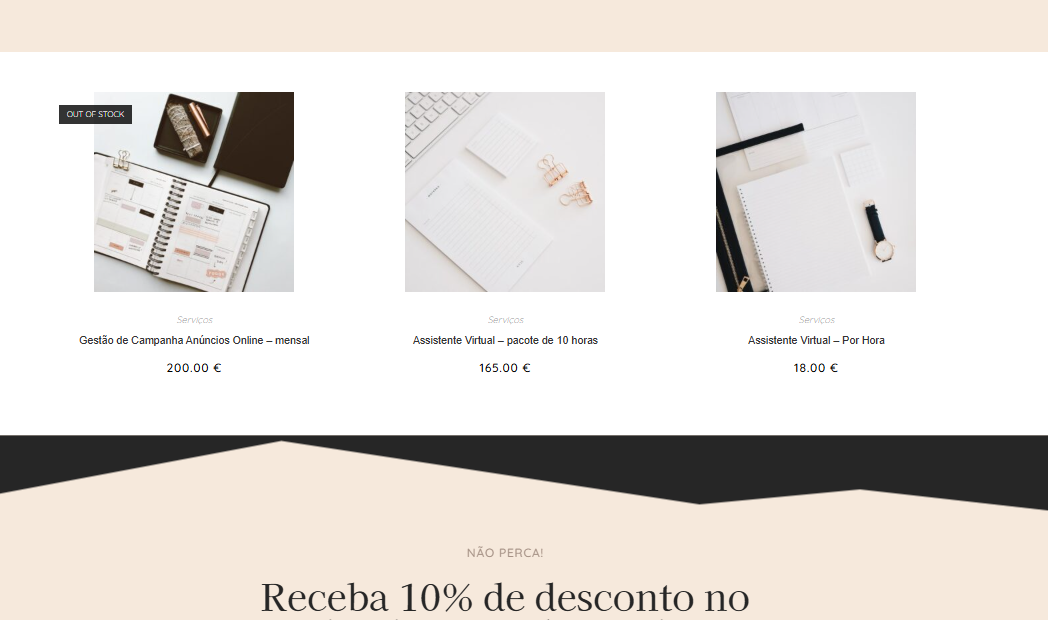 OUT OF STOCK
Serviços
Gestão de Campanha Anúncios Online – mensal
200.00 €
Serviços
Assistente Virtual – pacote de 10 horas
165.00 €
Serviços
Assistente Virtual – Por Hora
18.00 €
NÃO PERCA!
Receba 10% de desconto no